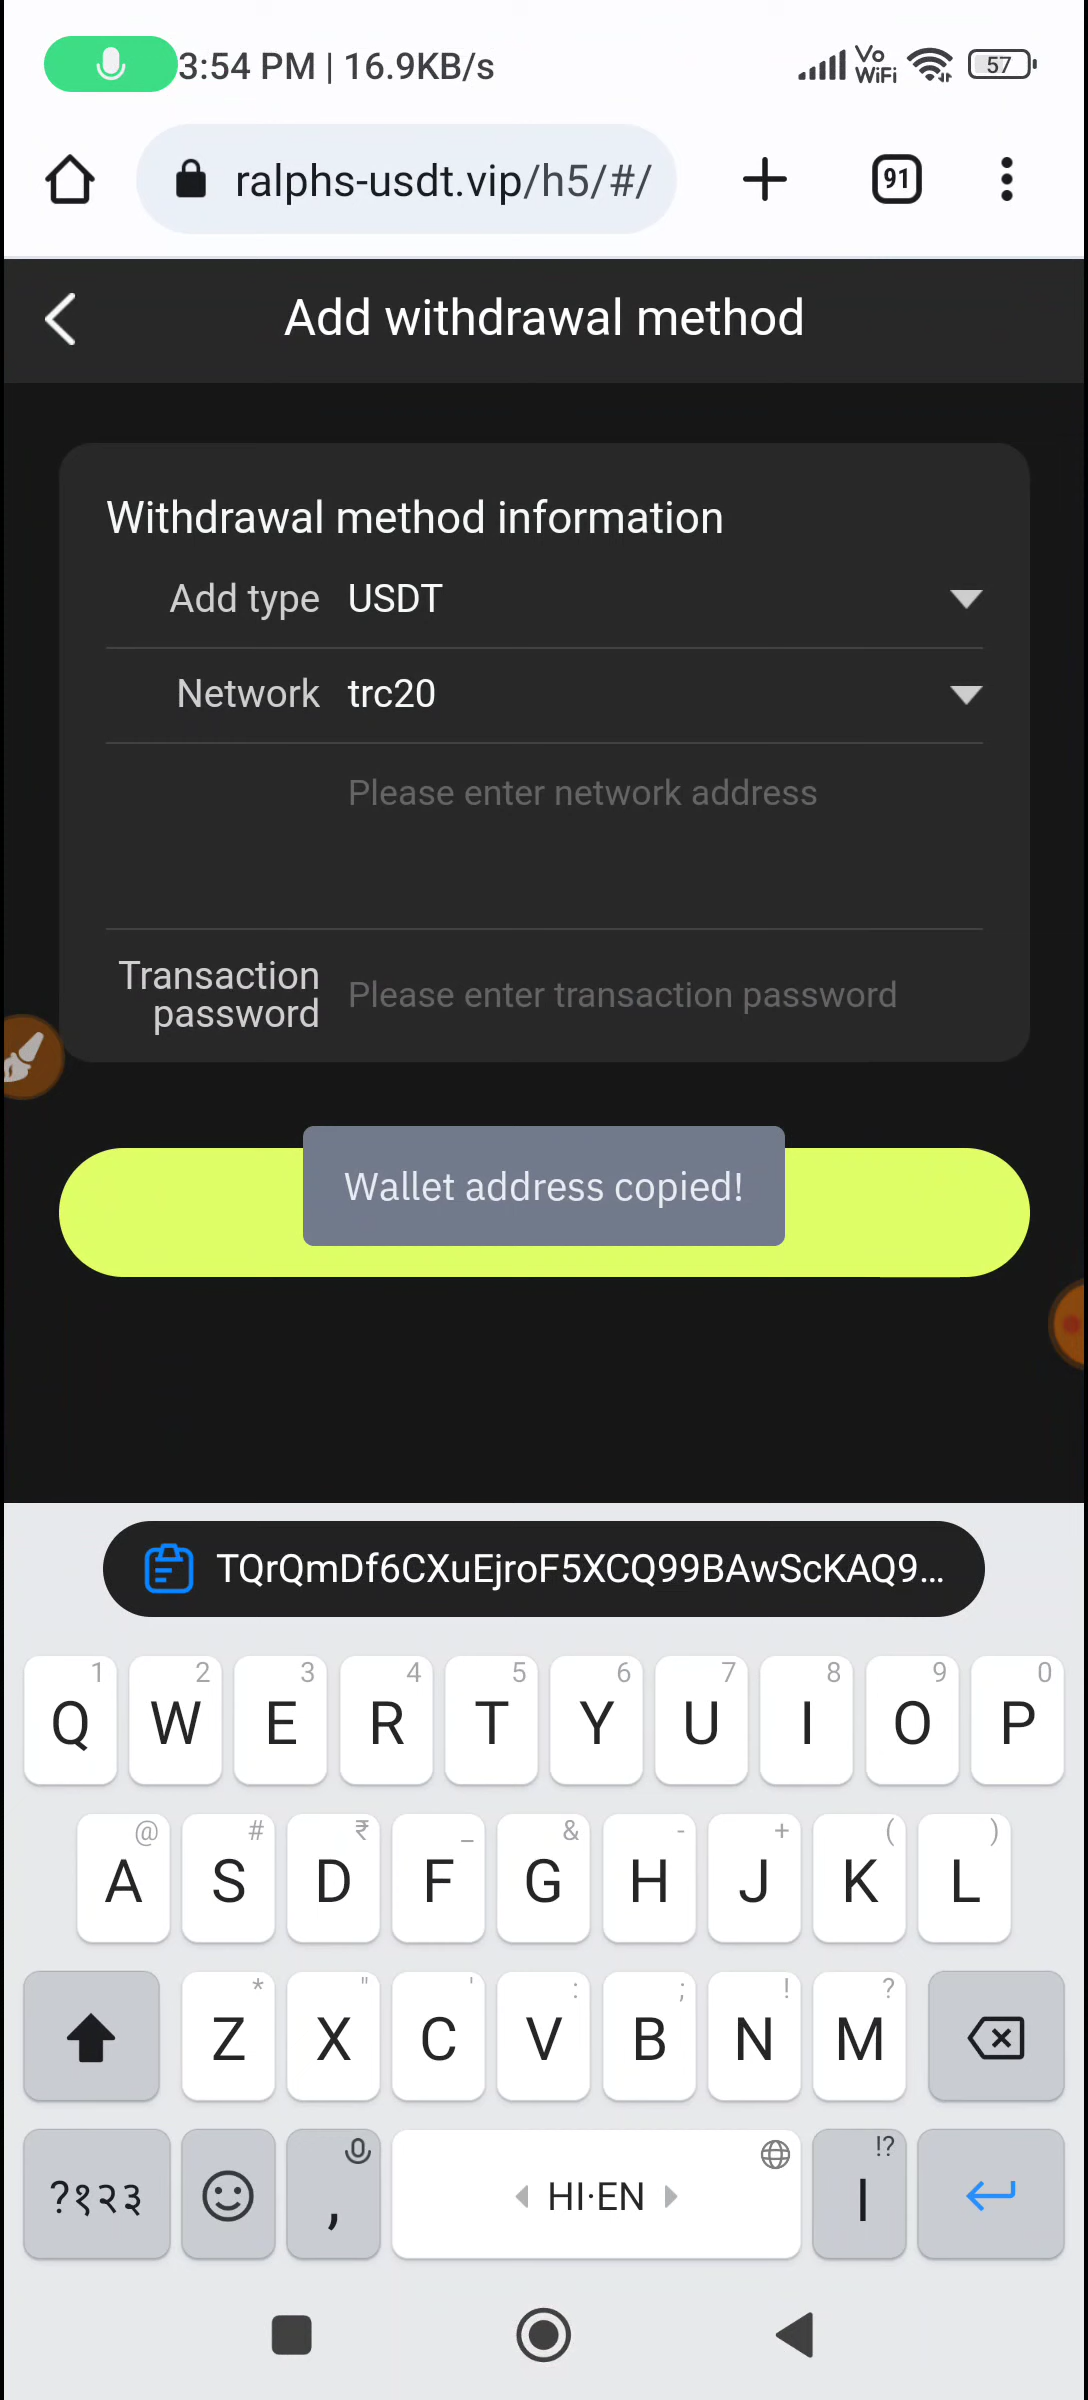 3:54 PM | 16.9KB/s
Vo
WiFi
57
ralphs-usdt.vip/h5/#/
91
Add withdrawal method
Withdrawal method information
Add type USDT
Network trc20
Please enter network address
Transaction password Please enter transaction password
Wallet address copied!
TQrQmDf6CXuEjroF5XCQ99BAwScKAQ9...
1 2 3 4 5 6 7 8 9 0
Q W E R T Y U I O P
@ # ₹ _ & - + ( )
A S D F G H J K L
* " ' : ; ! ?
Z X C V B N M
!?
?१२३ , HI·EN |